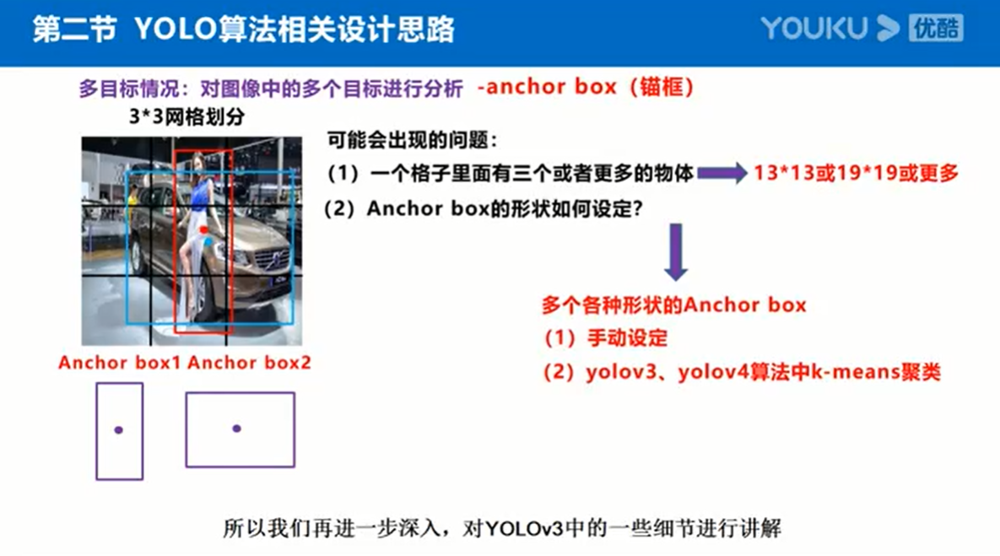 第二节 YOLO算法相关设计思路
YOUKU 优酷
多目标情况：对图像中的多个目标进行分析 -anchor box（锚框）
3*3网格划分
可能会出现的问题：
（1）一个格子里面有三个或者更多的物体
13*13或19*19或更多
（2）Anchor box的形状如何设定？
多个各种形状的Anchor box
（1）手动设定
（2）yolov3、yolov4算法中k-means聚类
Anchor box1 Anchor box2
所以我们再进一步深入，对YOLOv3中的一些细节进行讲解